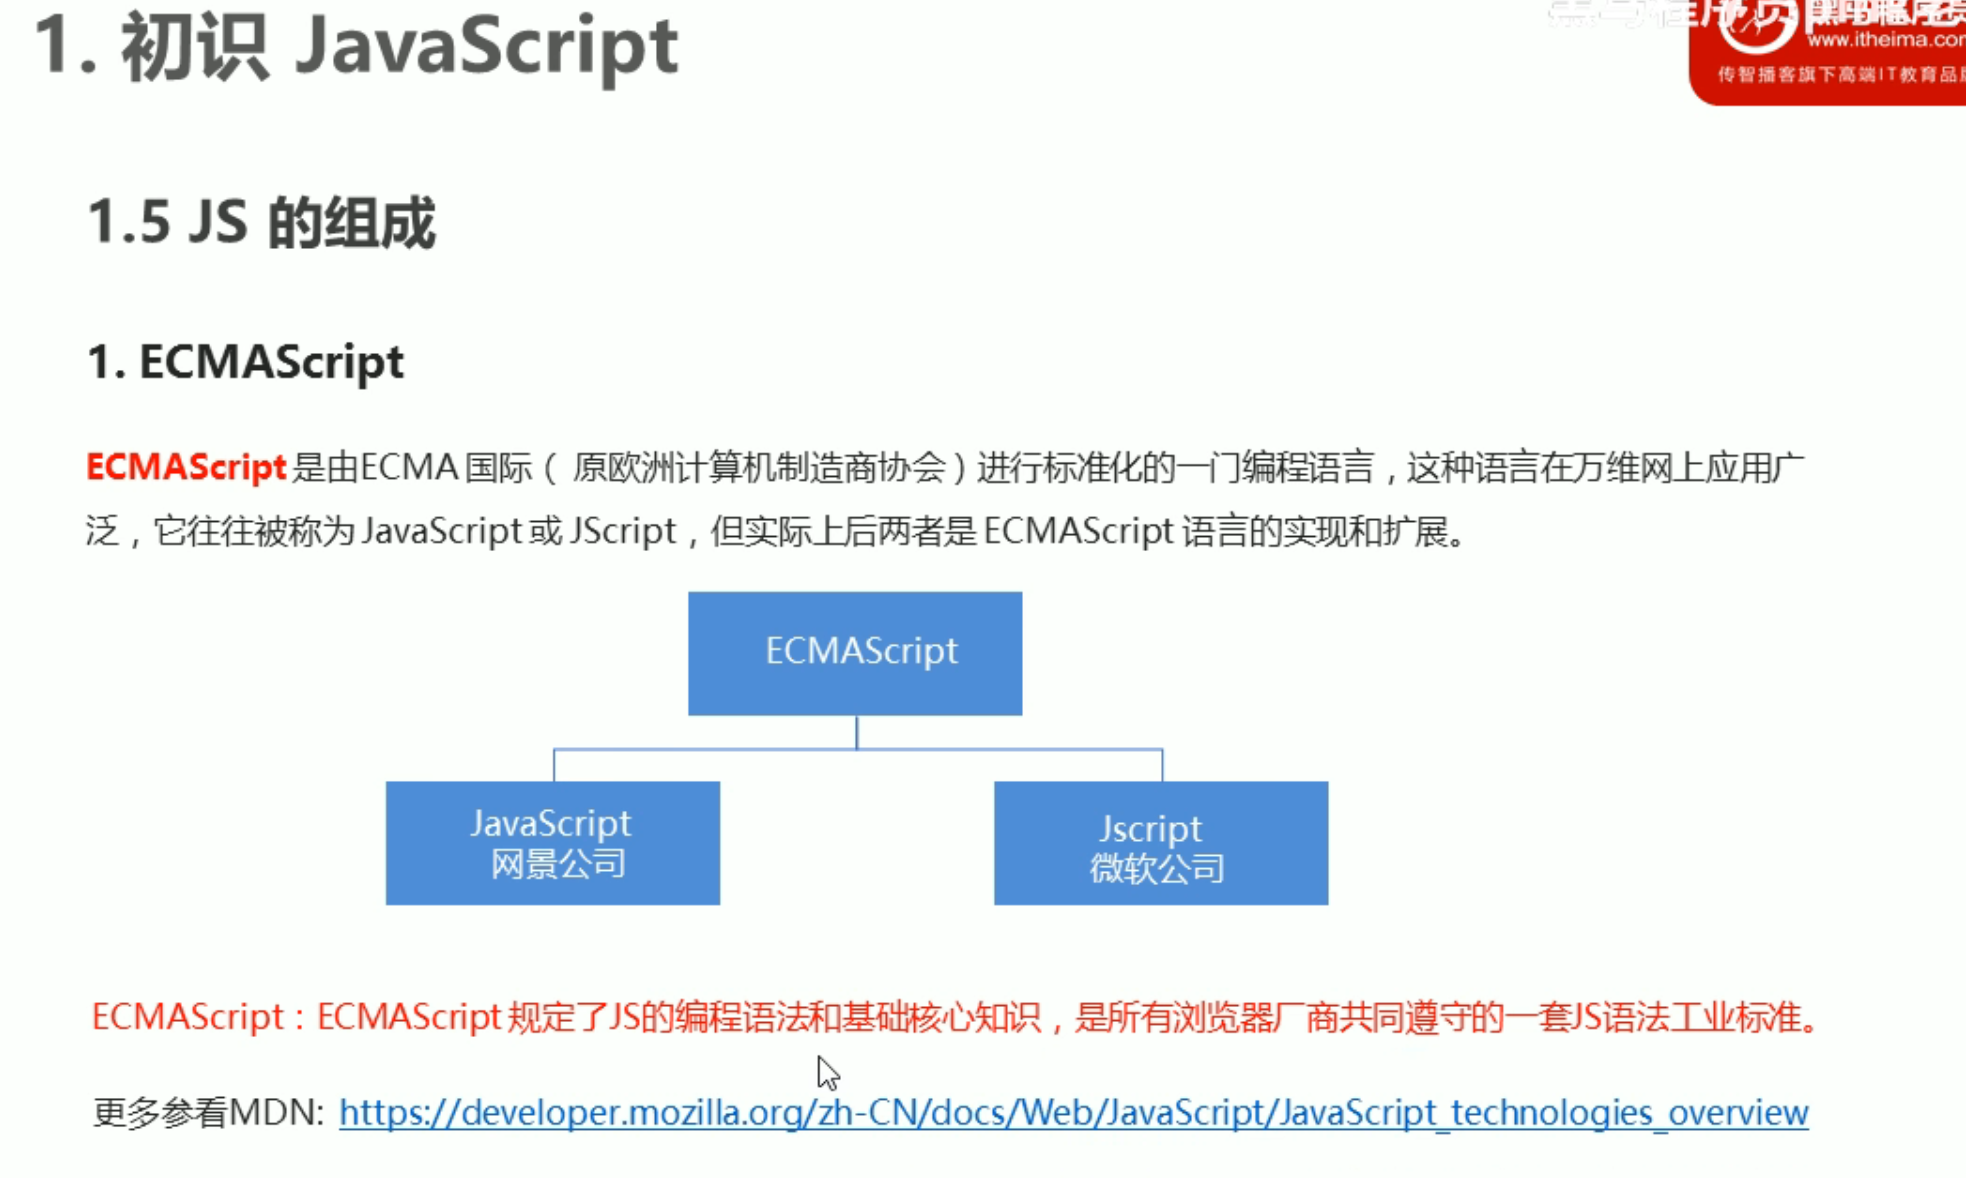 1. 初识 JavaScript
www.itheima.com
传智播客旗下高端IT教育品
1.5 JS 的组成
1. ECMAScript
ECMAScript 是由ECMA 国际（ 原欧洲计算机制造商协会）进行标准化的一门编程语言，这种语言在万维网上应用广
泛，它往往被称为 JavaScript 或 JScript，但实际上后两者是 ECMAScript 语言的实现和扩展。
ECMAScript
JavaScript
网景公司
Jscript
微软公司
ECMAScript：ECMAScript 规定了JS的编程语法和基础核心知识，是所有浏览器厂商共同遵守的一套JS语法工业标准。
更多参看MDN: https://developer.mozilla.org/zh-CN/docs/Web/JavaScript/JavaScript_technologies_overview